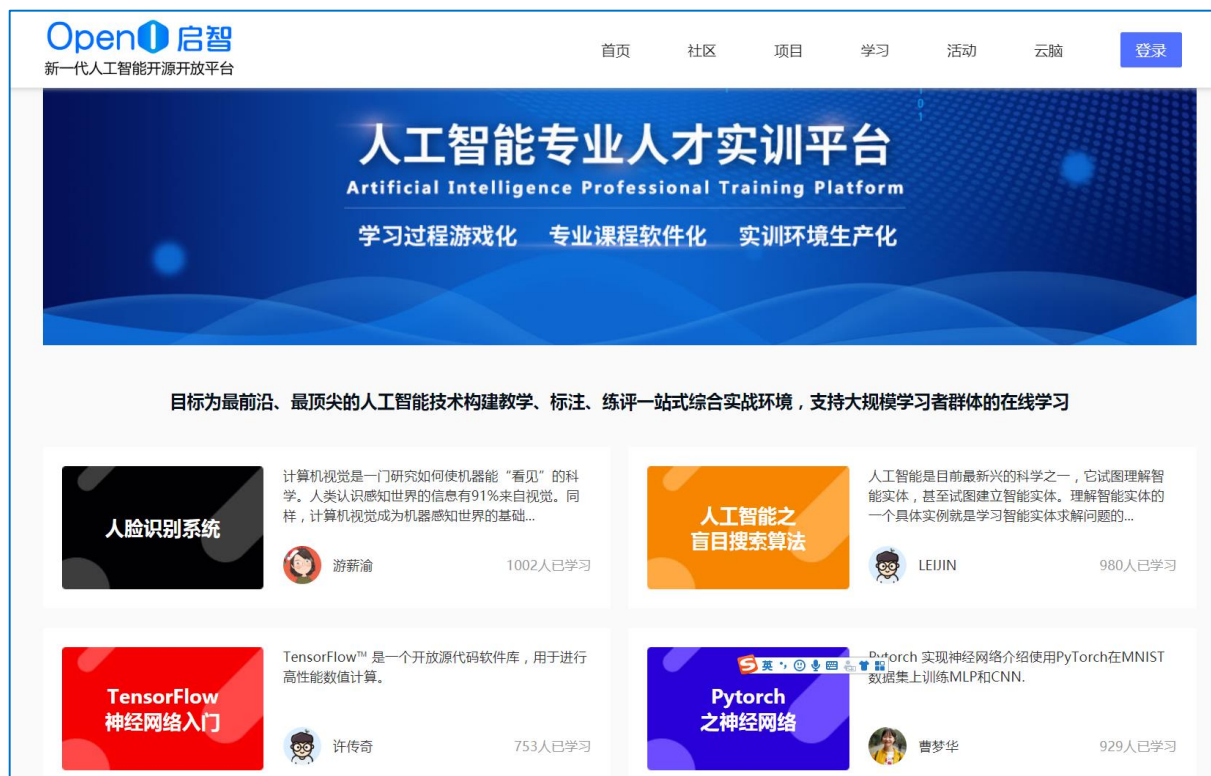 OpenI 启智
新一代人工智能开源开放平台
首页 社区 项目 学习 活动 云脑 登录
人工智能专业人才实训平台
Artificial Intelligence Professional Training Platform
学习过程游戏化 专业课程软件化 实训环境生产化
目标为最前沿、最顶尖的人工智能技术构建教学、标注、练评一站式综合实战环境，支持大规模学习者群体的在线学习
人脸识别系统
计算机视觉是一门研究如何使机器能“看见”的科
学。人类认识感知世界的信息有91%来自视觉。同
样，计算机视觉成为机器感知世界的基础...
游薪渝 1002人已学习
人工智能之
盲目搜索算法
人工智能是目前最新兴的科学之一，它试图理解智
能实体，甚至试图建立智能实体。理解智能实体的
一个具体实例就是学习智能实体求解问题的...
LEIJIN 980人已学习
TensorFlow
神经网络入门
TensorFlow™ 是一个开放源代码软件库，用于进行
高性能数值计算。
许传奇 753人已学习
Pytorch
之神经网络
Pytorch 实现神经网络介绍使用PyTorch在MNIST
数据集上训练MLP和CNN.
英
曹梦华 929人已学习